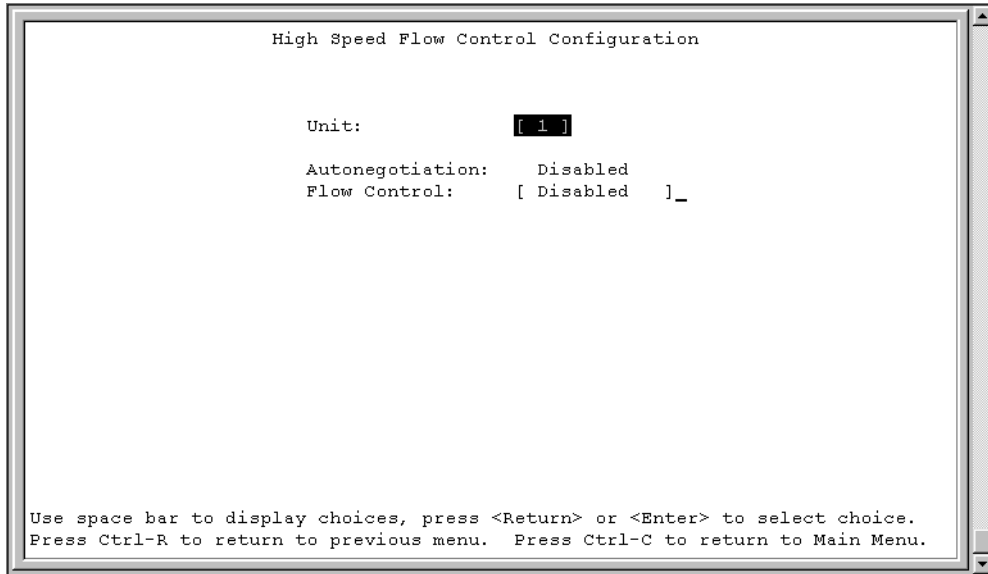 High Speed Flow Control Configuration
Unit: [ 1 ]
Autonegotiation: Disabled
Flow Control: [ Disabled ]_
Use space bar to display choices, press <Return> or <Enter> to select choice.
Press Ctrl-R to return to previous menu. Press Ctrl-C to return to Main Menu.